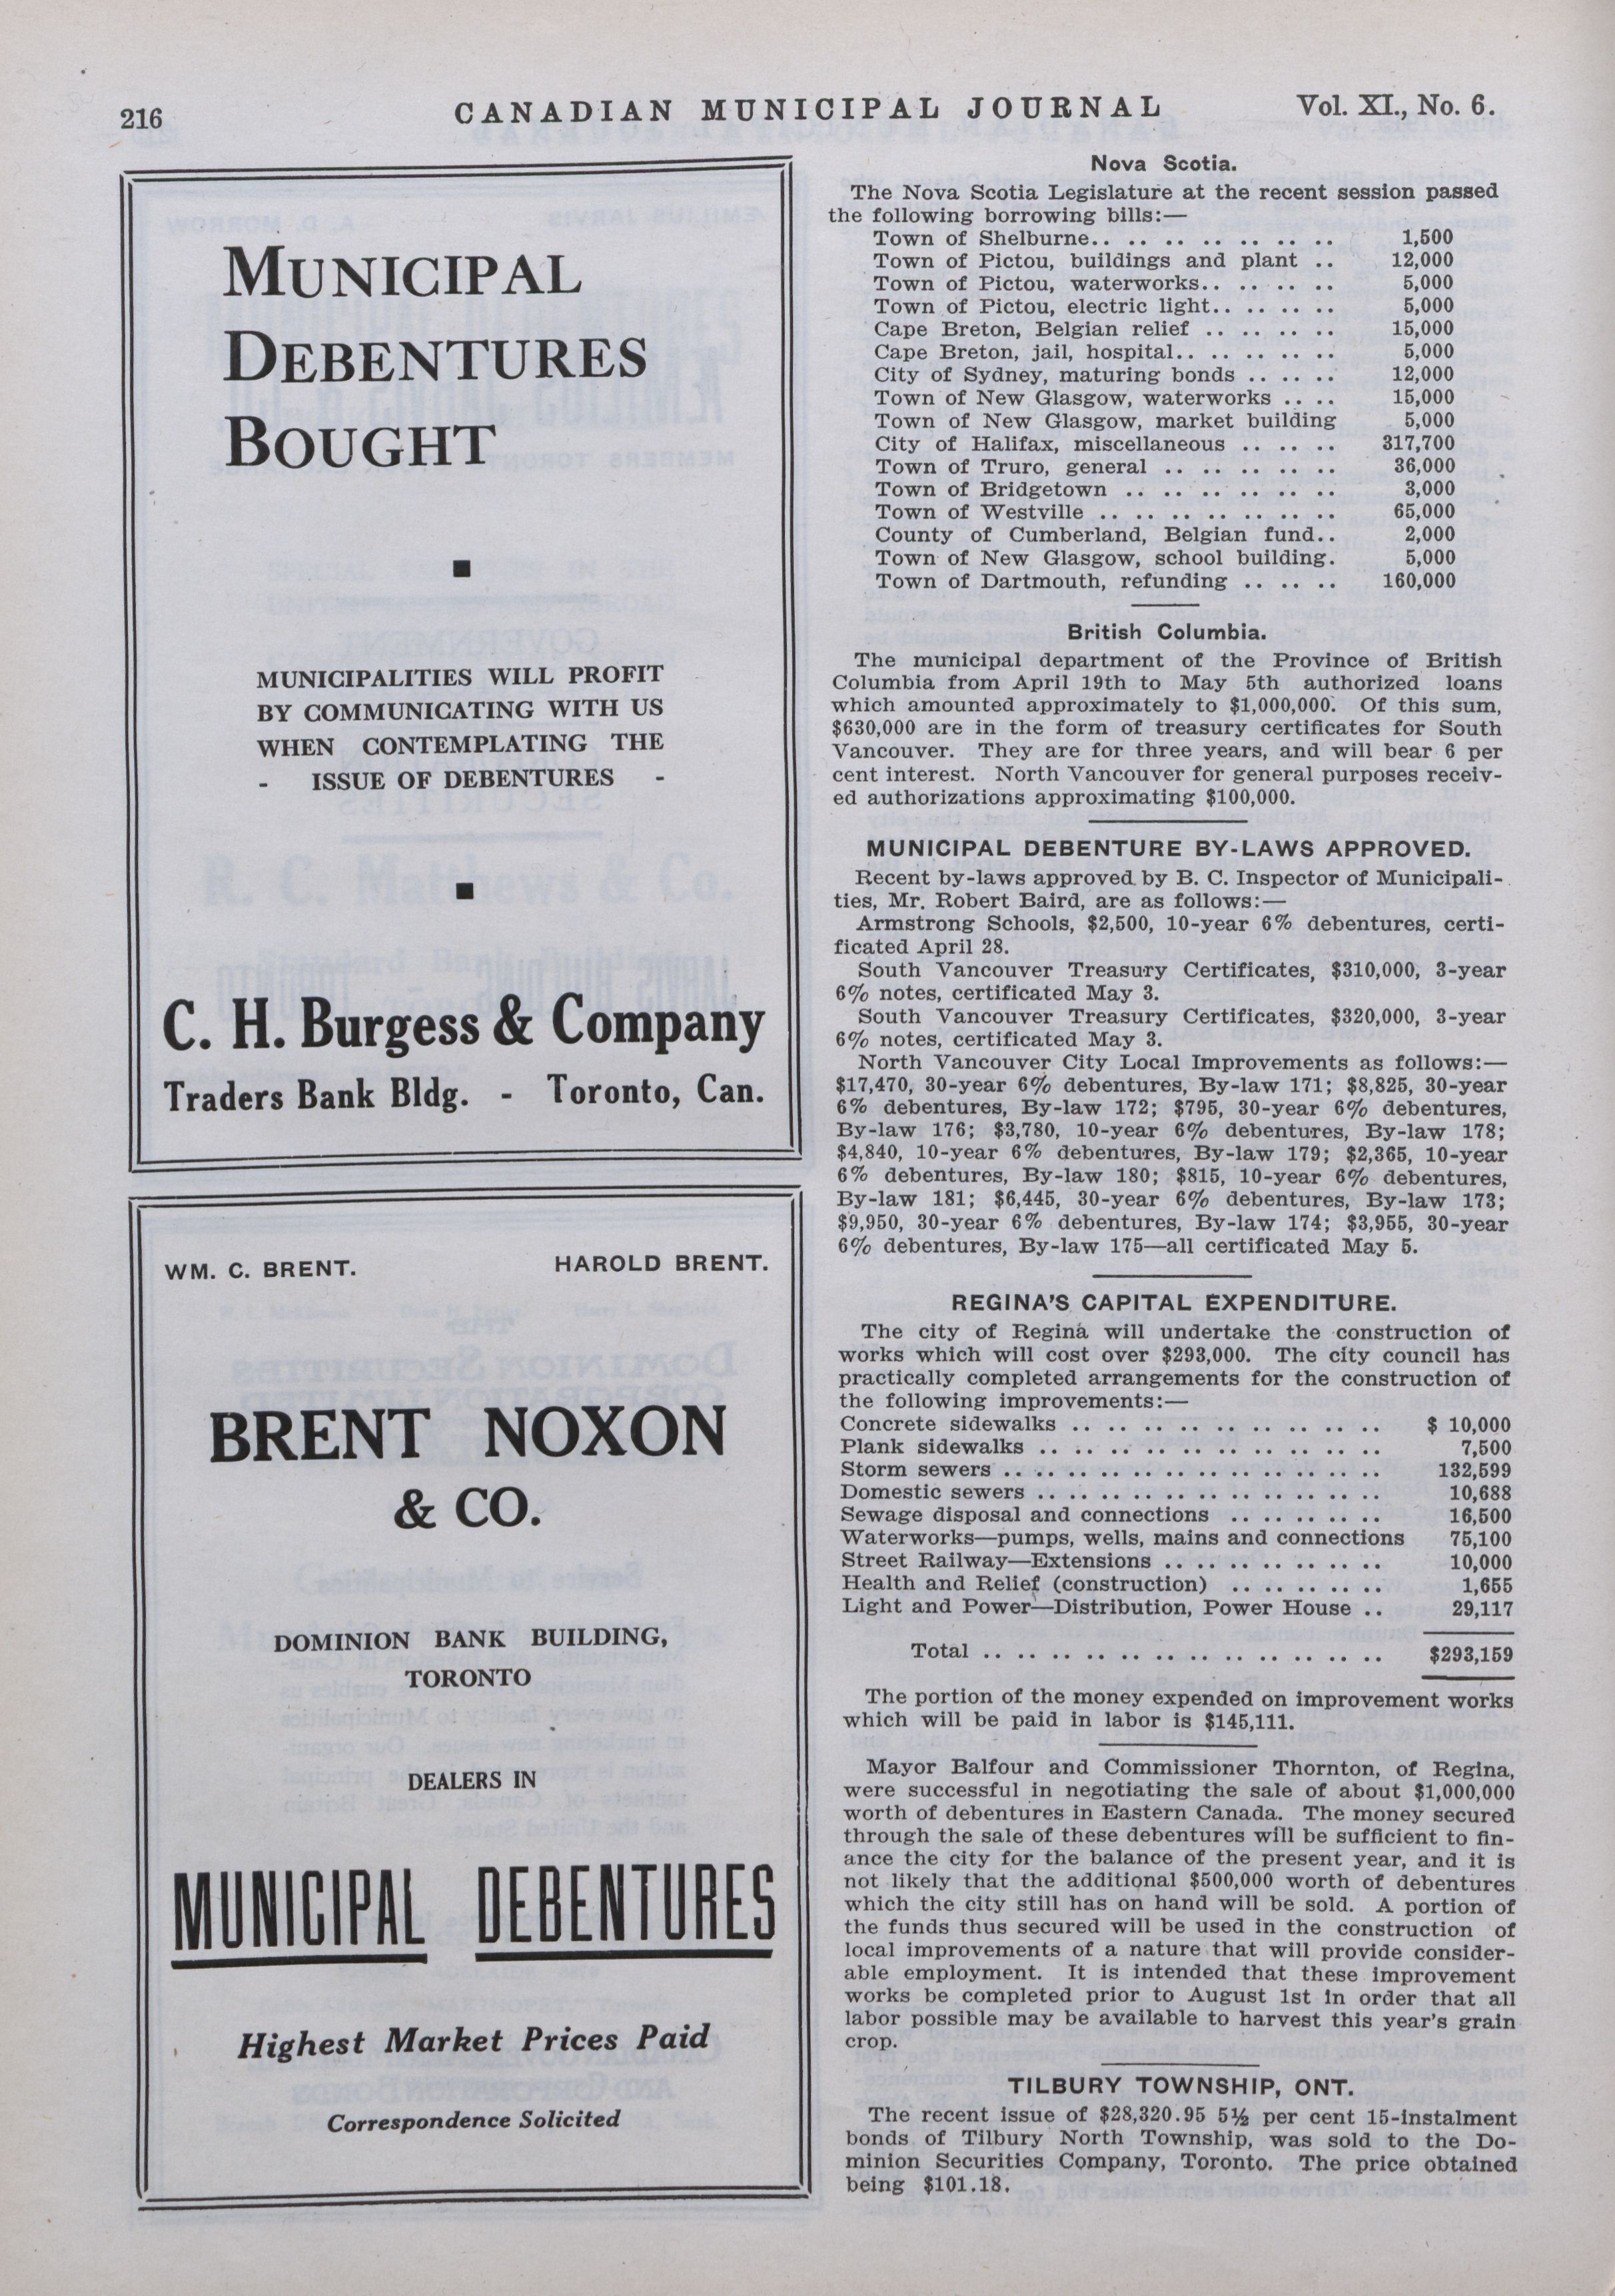 216
CANADIAN MUNICIPAL JOURNAL
Vol. XI., No. 6.
MUNICIPAL
DEBENTURES
BOUGHT
MUNICIPALITIES WILL PROFIT
BY COMMUNICATING WITH US
WHEN CONTEMPLATING THE
- ISSUE OF DEBENTURES -
C. H. Burgess & Company
Traders Bank Bldg. - Toronto, Can.
WM. C. BRENT.
HAROLD BRENT.
BRENT NOXON
& CO.
DOMINION BANK BUILDING,
TORONTO
DEALERS IN
MUNICIPAL DEBENTURES
Highest Market Prices Paid
Correspondence Solicited
Nova Scotia.
The Nova Scotia Legislature at the recent session passed
the following borrowing bills:—
Town of Shelburne.. .. .. .. .. .. .. 1,500
Town of Pictou, buildings and plant .. 12,000
Town of Pictou, waterworks.. .. .. .. 5,000
Town of Pictou, electric light.. .. .. .. 5,000
Cape Breton, Belgian relief .. .. .. .. 15,000
Cape Breton, jail, hospital.. .. .. .. .. 5,000
City of Sydney, maturing bonds .. .. .. 12,000
Town of New Glasgow, waterworks .. .. 15,000
Town of New Glasgow, market building 5,000
City of Halifax, miscellaneous .. .. .. 317,700
Town of Truro, general .. .. .. .. .. 36,000
Town of Bridgetown .. .. .. .. .. .. 3,000
Town of Westville .. .. .. .. .. .. .. 65,000
County of Cumberland, Belgian fund.. 2,000
Town of New Glasgow, school building. 5,000
Town of Dartmouth, refunding .. .. .. 160,000
British Columbia.
The municipal department of the Province of British
Columbia from April 19th to May 5th authorized loans
which amounted approximately to $1,000,000. Of this sum,
$630,000 are in the form of treasury certificates for South
Vancouver. They are for three years, and will bear 6 per
cent interest. North Vancouver for general purposes receiv-
ed authorizations approximating $100,000.
MUNICIPAL DEBENTURE BY-LAWS APPROVED.
Recent by-laws approved by B. C. Inspector of Municipali-
ties, Mr. Robert Baird, are as follows:—
Armstrong Schools, $2,500, 10-year 6% debentures, certi-
ficated April 28.
South Vancouver Treasury Certificates, $310,000, 3-year
6% notes, certificated May 3.
South Vancouver Treasury Certificates, $320,000, 3-year
6% notes, certificated May 3.
North Vancouver City Local Improvements as follows:—
$17,470, 30-year 6% debentures, By-law 171; $8,825, 30-year
6% debentures, By-law 172; $795, 30-year 6% debentures,
By-law 176; $3,780, 10-year 6% debentures, By-law 178;
$4,840, 10-year 6% debentures, By-law 179; $2,365, 10-year
6% debentures, By-law 180; $815, 10-year 6% debentures,
By-law 181; $6,445, 30-year 6% debentures, By-law 173;
$9,950, 30-year 6% debentures, By-law 174; $3,955, 30-year
6% debentures, By-law 175—all certificated May 5.
REGINA'S CAPITAL EXPENDITURE.
The city of Regina will undertake the construction of
works which will cost over $293,000. The city council has
practically completed arrangements for the construction of
the following improvements:—
Concrete sidewalks .. .. .. .. .. .. .. .. .. $ 10,000
Plank sidewalks .. .. .. .. .. .. .. .. .. .. 7,500
Storm sewers .. .. .. .. .. .. .. .. .. .. .. 132,599
Domestic sewers .. .. .. .. .. .. .. .. .. .. 10,688
Sewage disposal and connections .. .. .. .. .. 16,500
Waterworks—pumps, wells, mains and connections 75,100
Street Railway—Extensions .. .. .. .. .. .. .. 10,000
Health and Relief (construction) .. .. .. .. .. 1,655
Light and Power—Distribution, Power House .. 29,117
Total .. .. .. .. .. .. .. .. .. .. .. .. $293,159
The portion of the money expended on improvement works
which will be paid in labor is $145,111.
Mayor Balfour and Commissioner Thornton, of Regina,
were successful in negotiating the sale of about $1,000,000
worth of debentures in Eastern Canada. The money secured
through the sale of these debentures will be sufficient to fin-
ance the city for the balance of the present year, and it is
not likely that the additional $500,000 worth of debentures
which the city still has on hand will be sold. A portion of
the funds thus secured will be used in the construction of
local improvements of a nature that will provide consider-
able employment. It is intended that these improvement
works be completed prior to August 1st in order that all
labor possible may be available to harvest this year's grain
crop.
TILBURY TOWNSHIP, ONT.
The recent issue of $28,320.95 5½ per cent 15-instalment
bonds of Tilbury North Township, was sold to the Do-
minion Securities Company, Toronto. The price obtained
being $101.18.